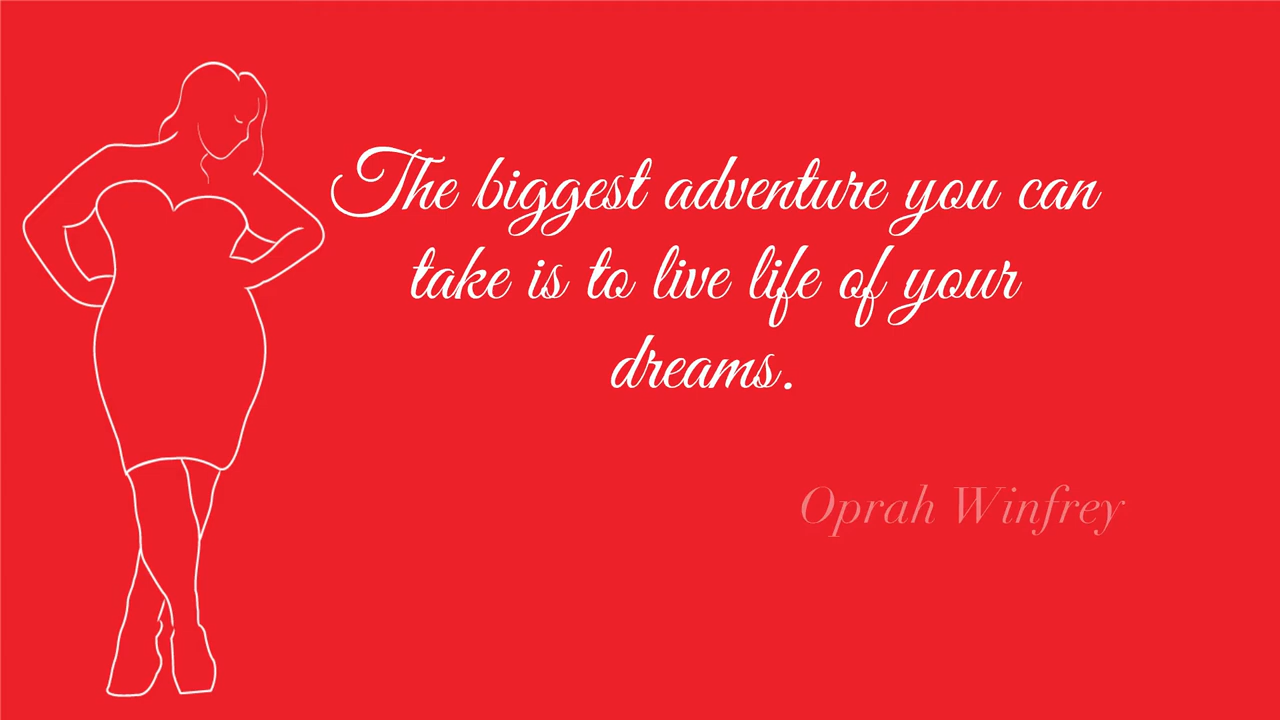 The biggest adventure you can
take is to live life of your
dreams.
Oprah Winfrey